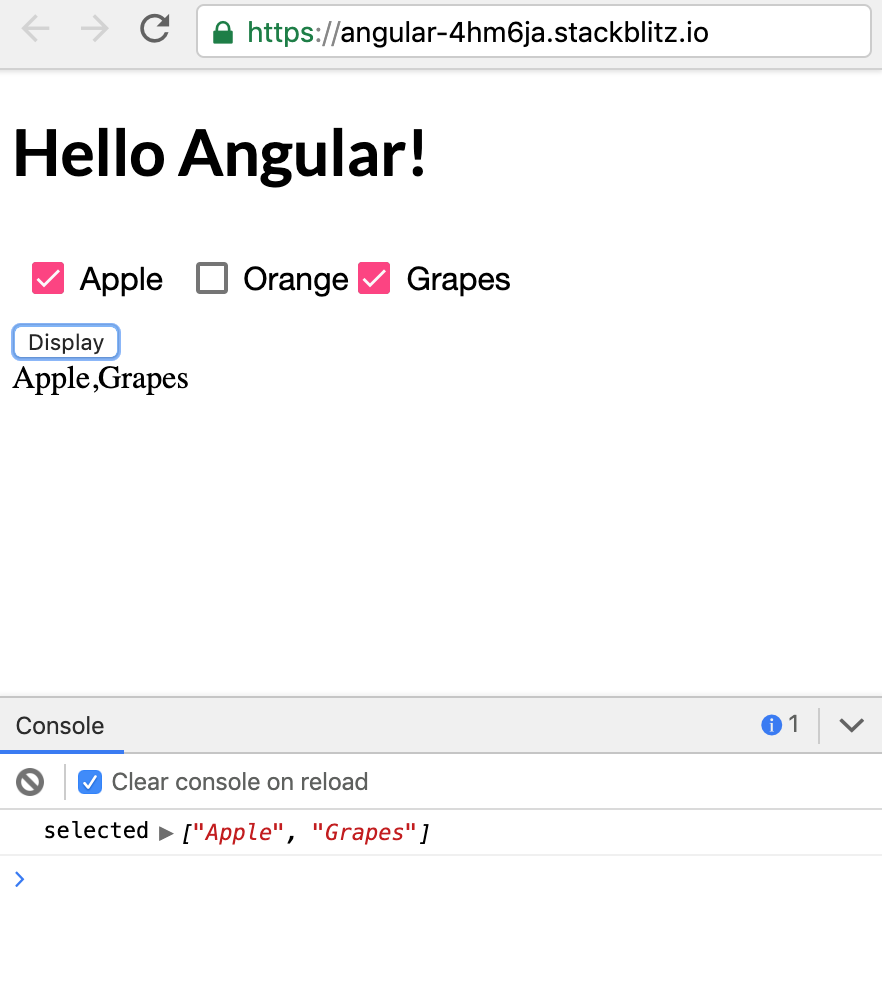 https://angular-4hm6ja.stackblitz.io
Hello Angular!
Apple Orange Grapes
Display
Apple,Grapes
Console 1
Clear console on reload
selected ▶["Apple", "Grapes"]